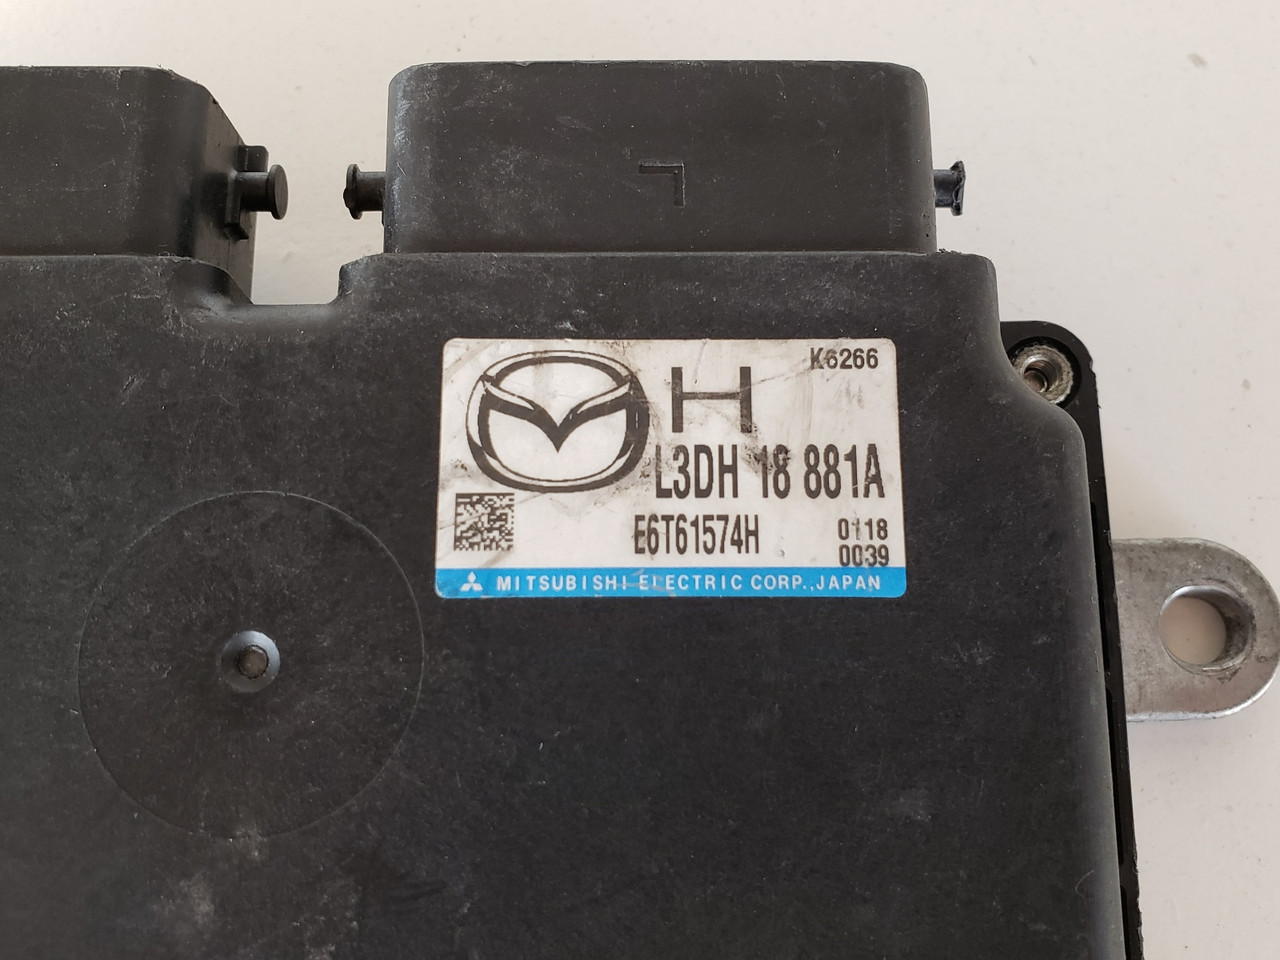 K6266
H
L3DH 18 881A
E6T61574H
0118
0039
MITSUBISHI ELECTRIC CORP.,JAPAN